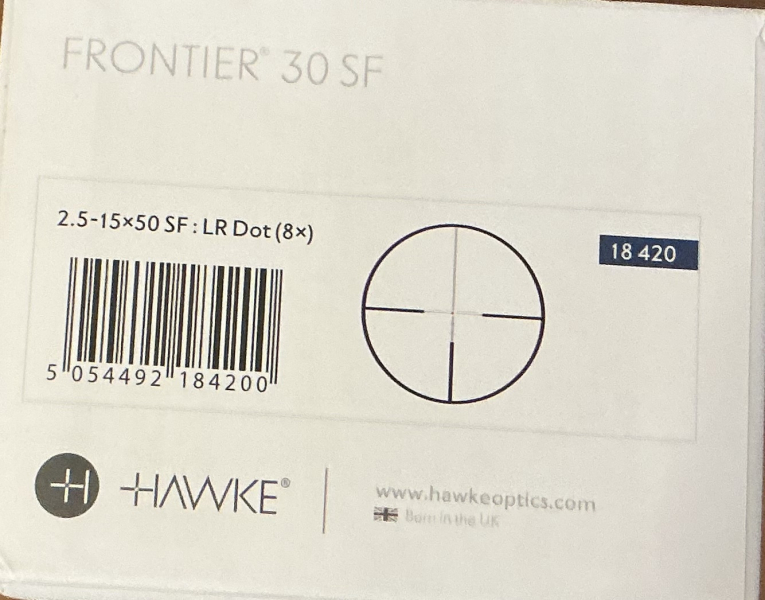 FRONTIER® 30 SF
2.5-15×50 SF : LR Dot (8×)
18 420
5 054492 184200
HAWKE®
www.hawkeoptics.com
Born in the UK